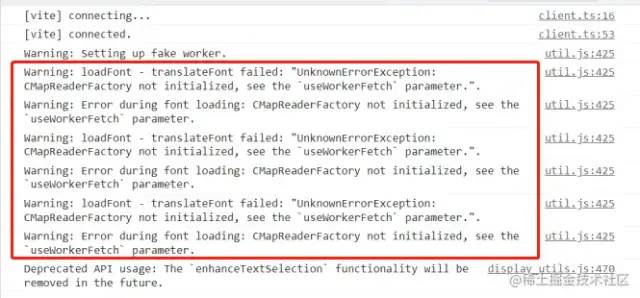 [vite] connecting... client.ts:16
[vite] connected. client.ts:53
Warning: Setting up fake worker. util.js:425
Warning: loadFont - translateFont failed: "UnknownErrorException: util.js:425
CMapReaderFactory not initialized, see the `useWorkerFetch` parameter.".
Warning: Error during font loading: CMapReaderFactory not initialized, see the util.js:425
`useWorkerFetch` parameter.
Warning: loadFont - translateFont failed: "UnknownErrorException: util.js:425
CMapReaderFactory not initialized, see the `useWorkerFetch` parameter.".
Warning: Error during font loading: CMapReaderFactory not initialized, see the util.js:425
`useWorkerFetch` parameter.
Warning: loadFont - translateFont failed: "UnknownErrorException: util.js:425
CMapReaderFactory not initialized, see the `useWorkerFetch` parameter.".
Warning: Error during font loading: CMapReaderFactory not initialized, see the util.js:425
`useWorkerFetch` parameter.
Deprecated API usage: The `enhanceTextSelection` functionality will be display_utils.js:470
removed in the future.
@稀土掘金技术社区